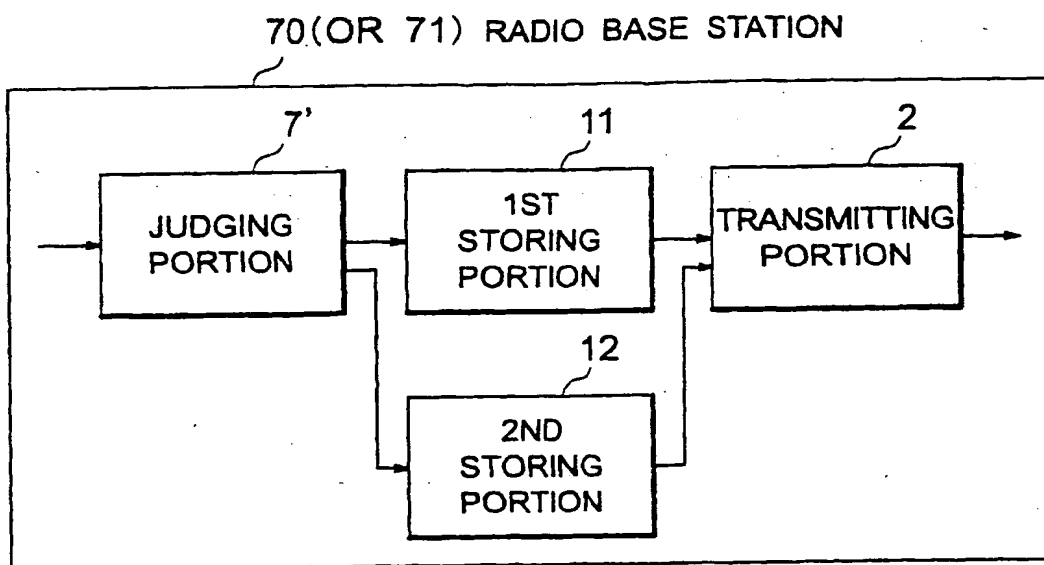 70(OR 71) RADIO BASE STATION
7'
11
2
JUDGING
PORTION
1ST
STORING
PORTION
TRANSMITTING
PORTION
12
2ND
STORING
PORTION